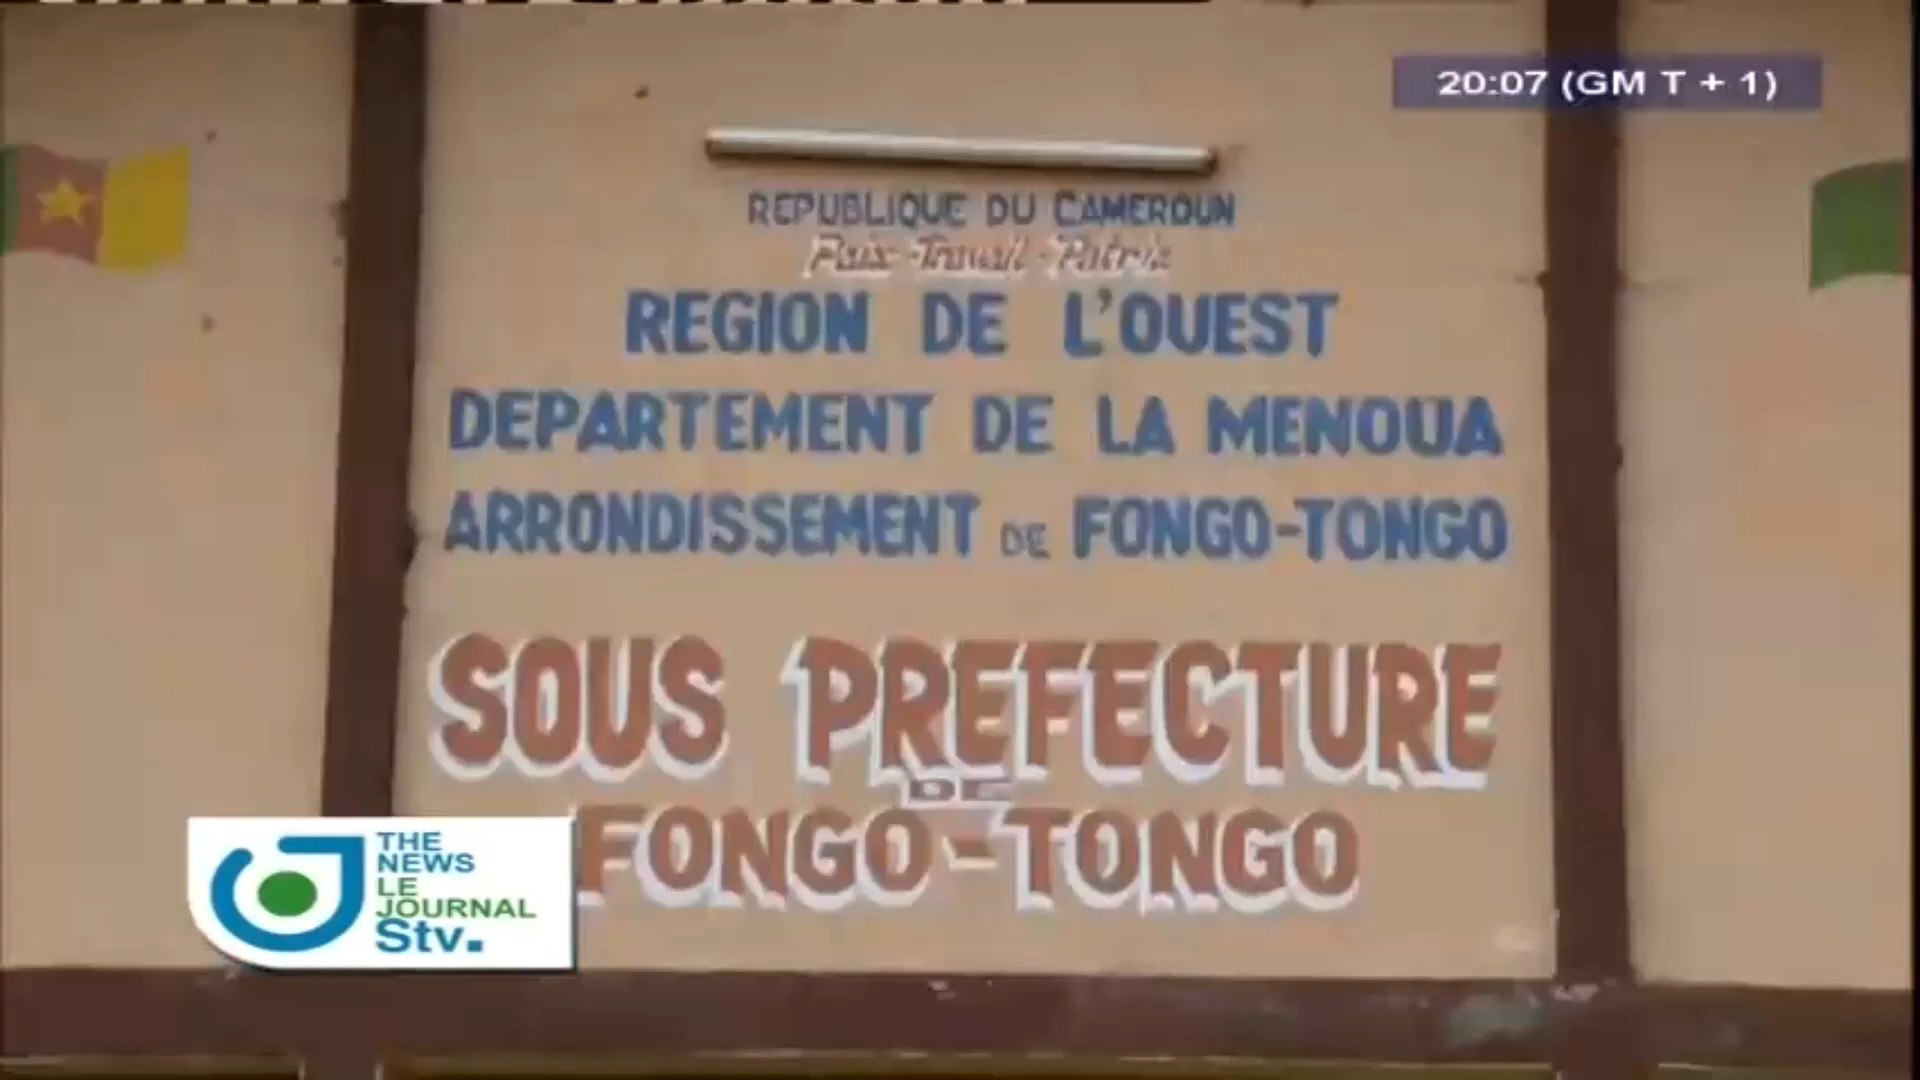 20:07 (GMT + 1)
REPUBLIQUE DU CAMEROUN
Paix-Travail-Patrie
REGION DE L'OUEST
DEPARTEMENT DE LA MENOUA
ARRONDISSEMENT DE FONGO-TONGO
SOUS PREFECTURE
DE
FONGO-TONGO
THE
NEWS
LE
JOURNAL
Stv.